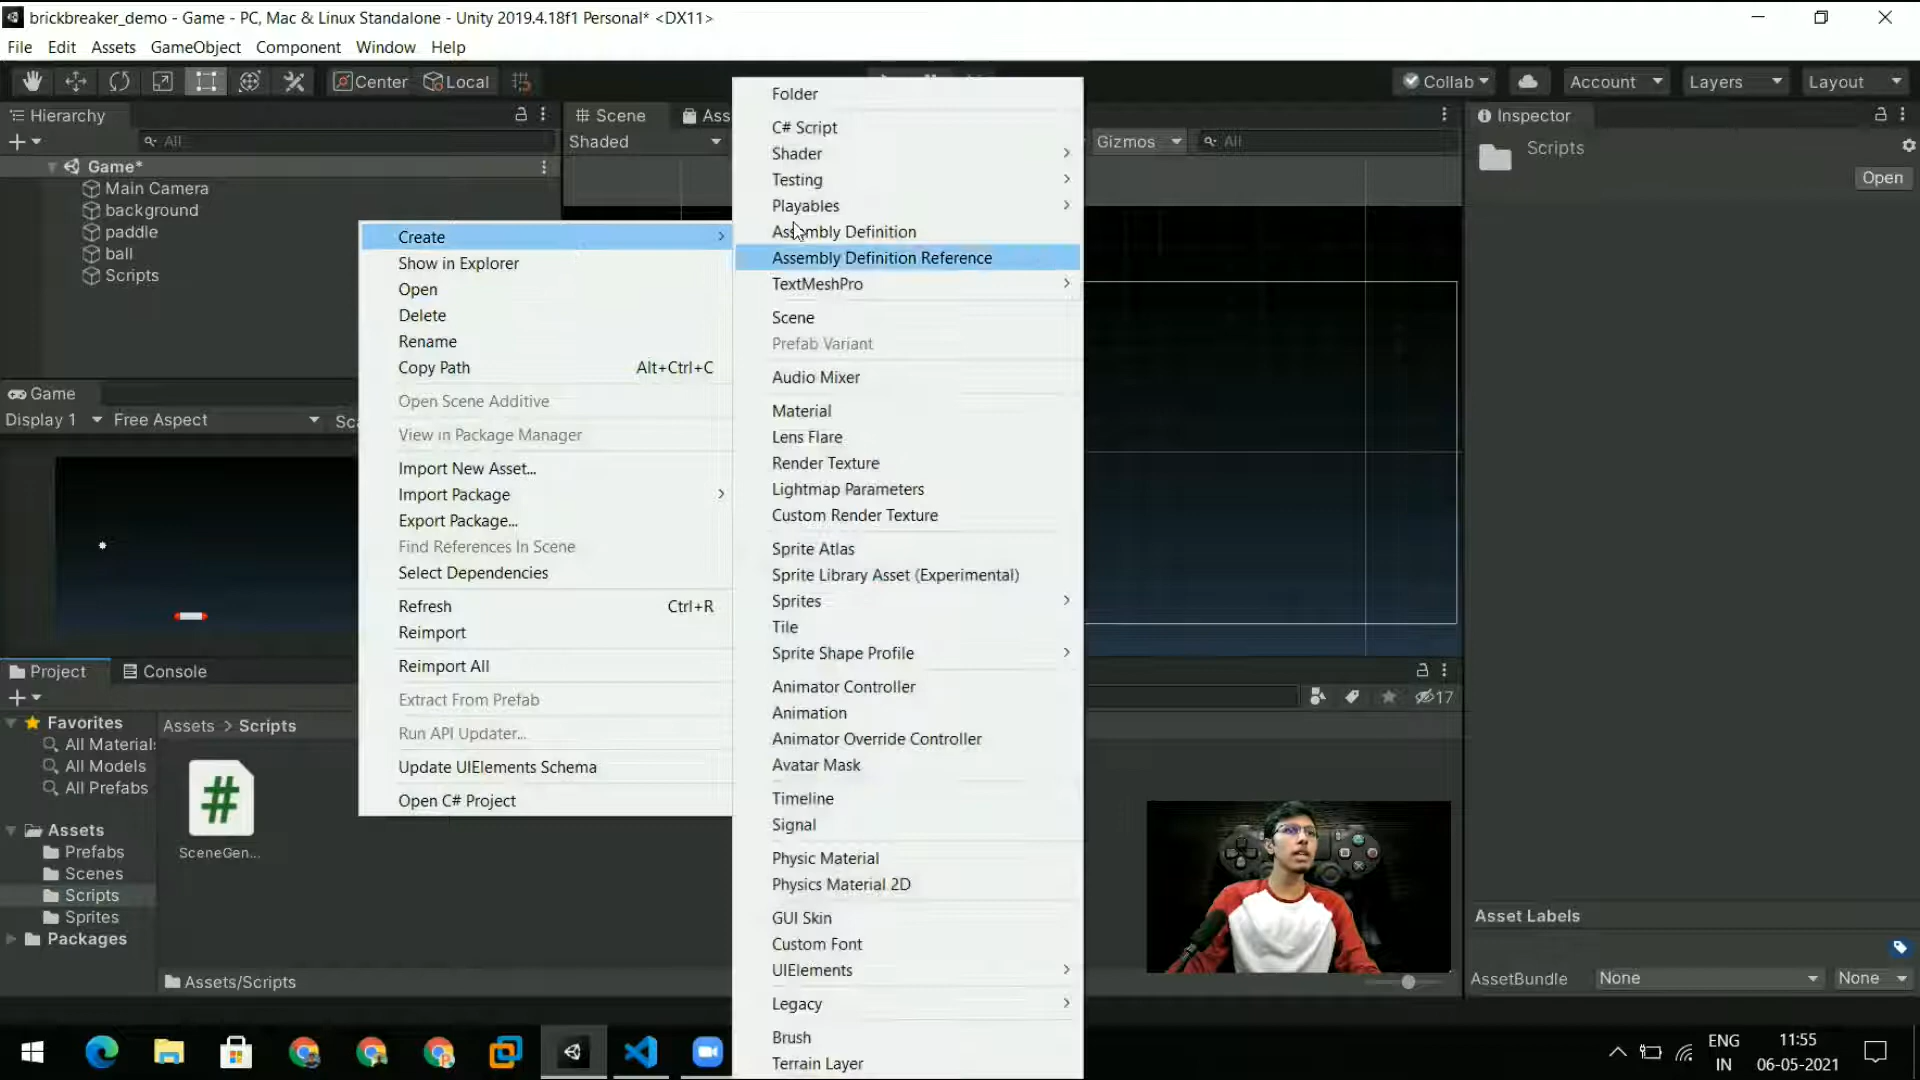 brickbreaker_demo - Game - PC, Mac & Linux Standalone - Unity 2019.4.18f1 Personal* <DX11>
File Edit Assets GameObject Component Window Help
Center Local
Collab Account Layers Layout
Hierarchy
All
Game*
Main Camera
background
paddle
ball
Scripts
Scene Ass
Shaded
Gizmos All
Inspector
Scripts
Open
Game
Display 1 Free Aspect Sca
Create
Show in Explorer
Open
Delete
Rename
Copy Path Alt+Ctrl+C
Open Scene Additive
View in Package Manager
Import New Asset...
Import Package
Export Package...
Find References In Scene
Select Dependencies
Refresh Ctrl+R
Reimport
Reimport All
Extract From Prefab
Run API Updater...
Update UIElements Schema
Open C# Project
Folder
C# Script
Shader
Testing
Playables
Assembly Definition
Assembly Definition Reference
TextMeshPro
Scene
Prefab Variant
Audio Mixer
Material
Lens Flare
Render Texture
Lightmap Parameters
Custom Render Texture
Sprite Atlas
Sprite Library Asset (Experimental)
Sprites
Tile
Sprite Shape Profile
Animator Controller
Animation
Animator Override Controller
Avatar Mask
Timeline
Signal
Physic Material
Physics Material 2D
GUI Skin
Custom Font
UIElements
Legacy
Brush
Terrain Layer
Project Console
17
Favorites
All Materials
All Models
All Prefabs
Assets
Prefabs
Scenes
Scripts
Sprites
Packages
Assets > Scripts
SceneGen...
Assets/Scripts
Asset Labels
AssetBundle None None
ENG
IN
11:55
06-05-2021